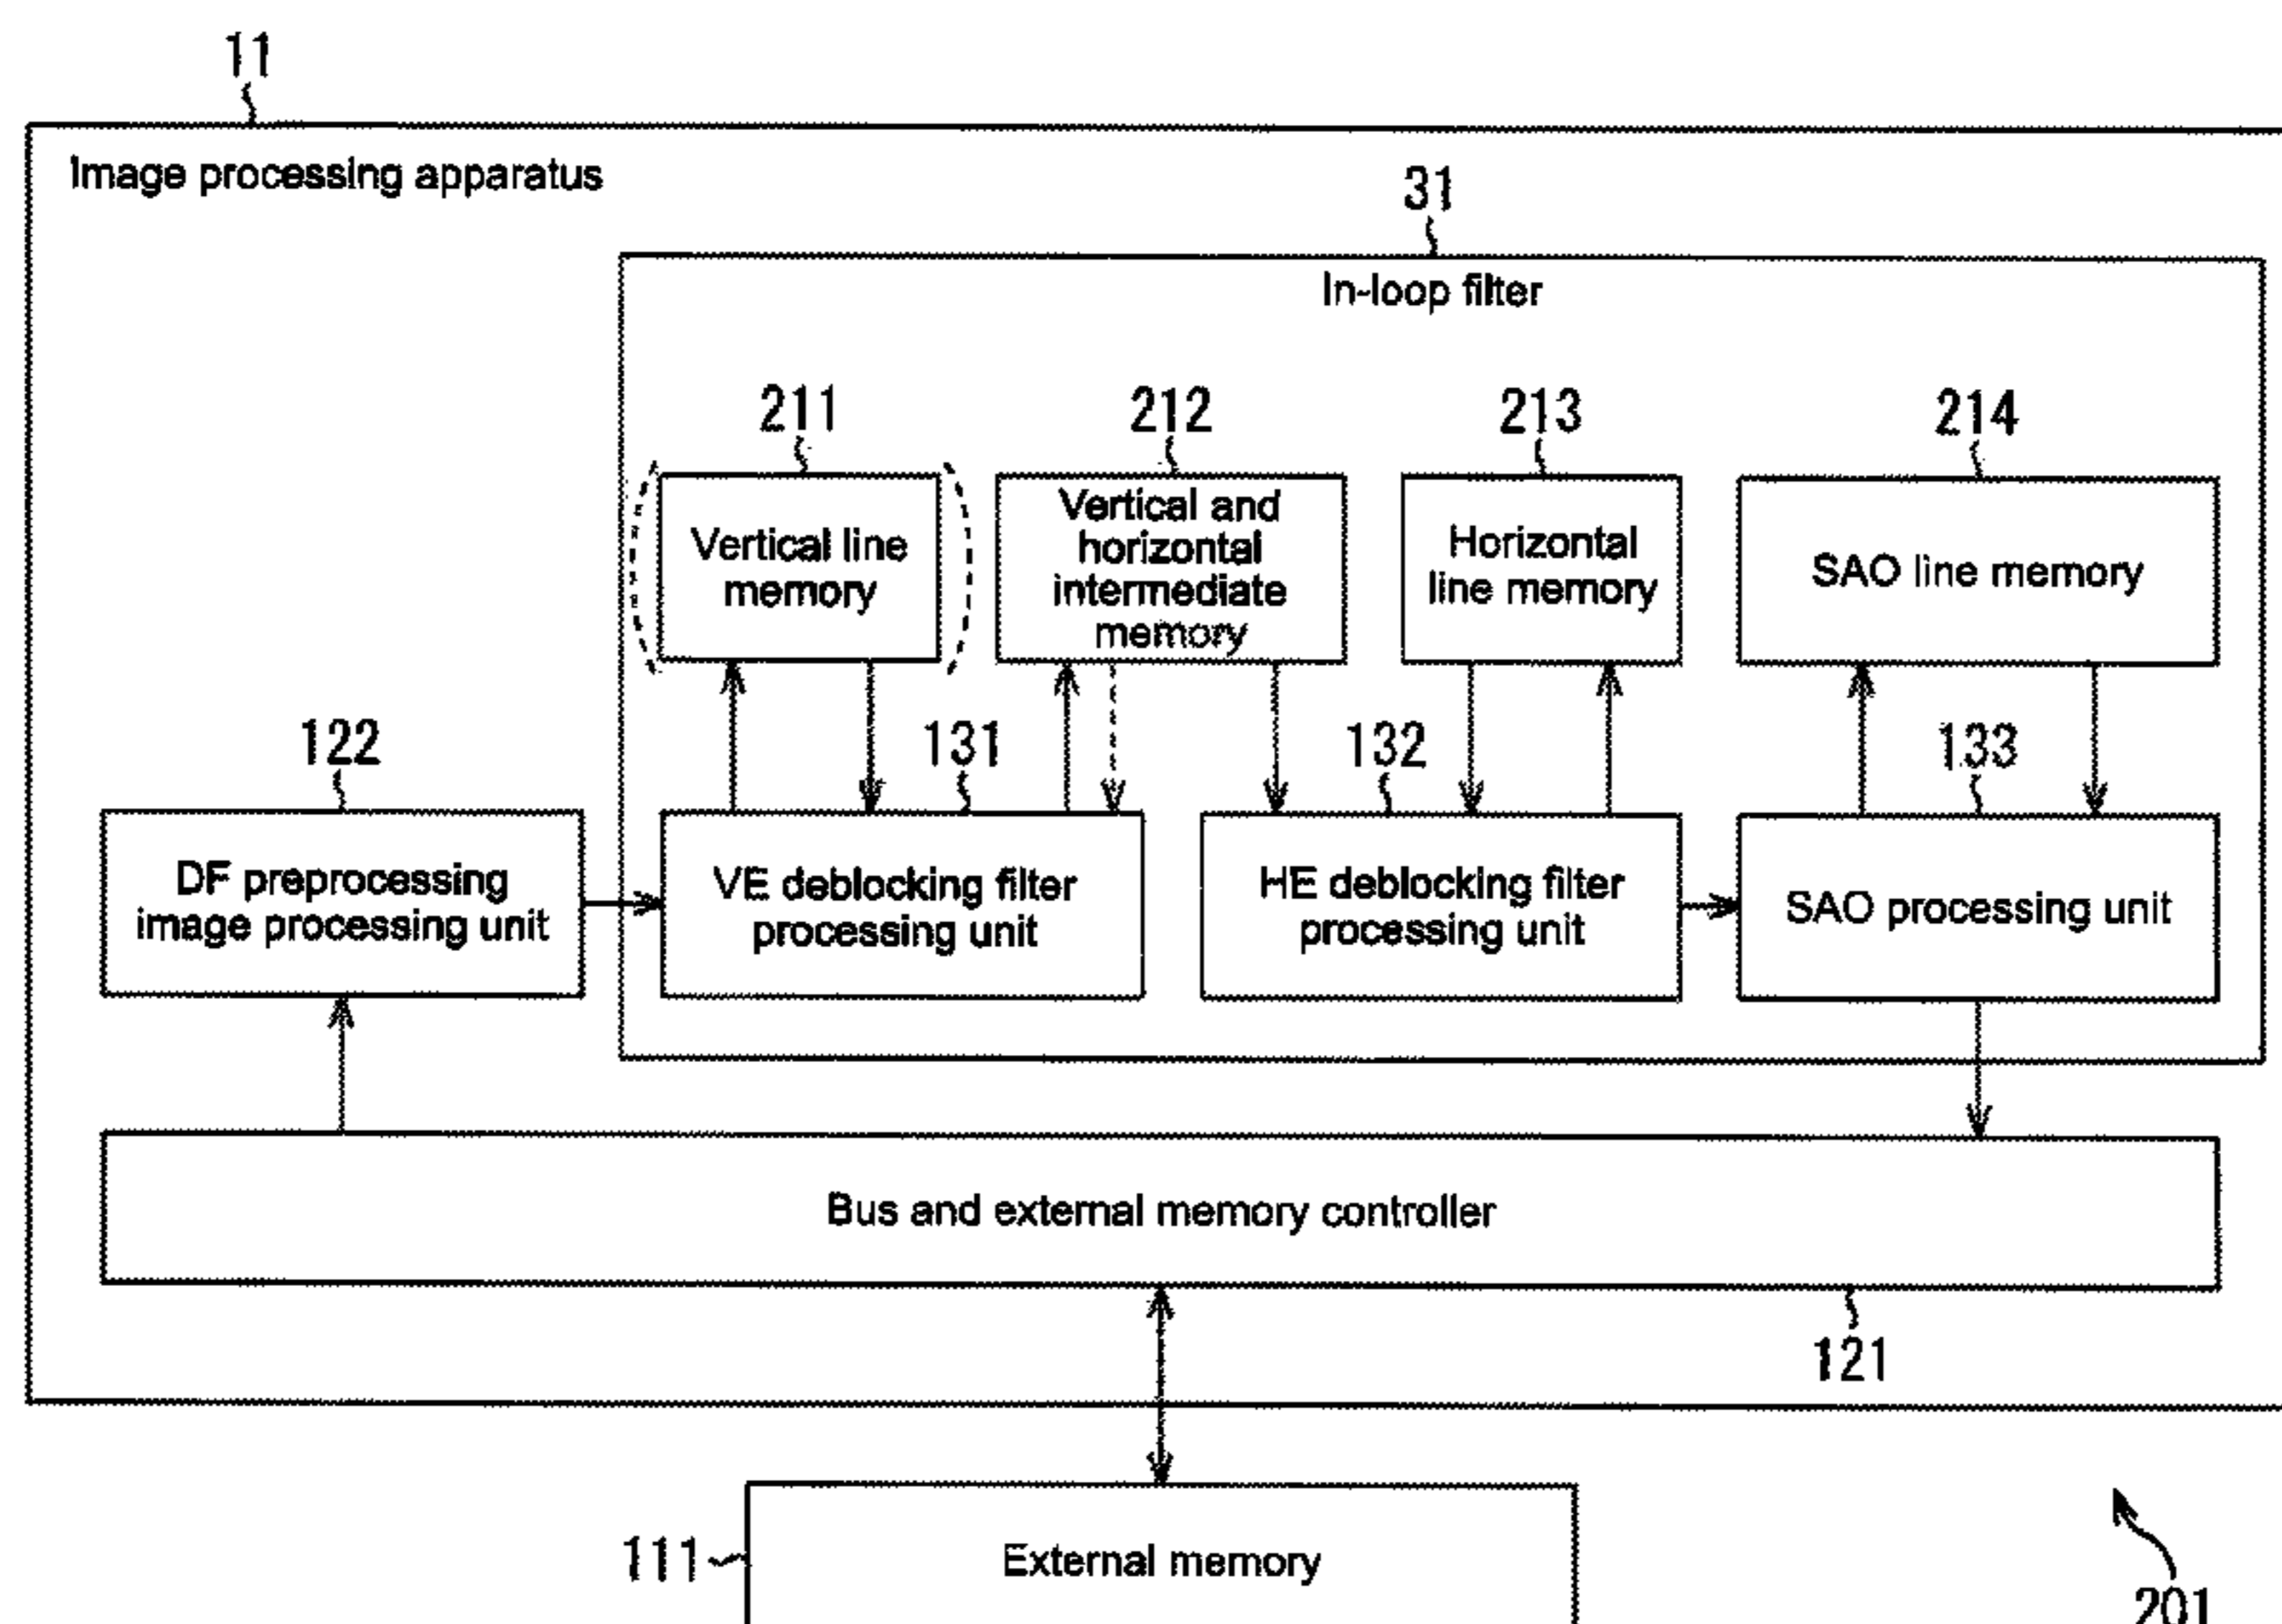 11
Image processing apparatus
31
In-loop filter
211
212
213
214
Vertical line
memory
Vertical and
horizontal
intermediate
memory
Horizontal
line memory
SAO line memory
122
131
132
133
DF preprocessing
image processing unit
VE deblocking filter
processing unit
HE deblocking filter
processing unit
SAO processing unit
Bus and external memory controller
121
111
External memory
201